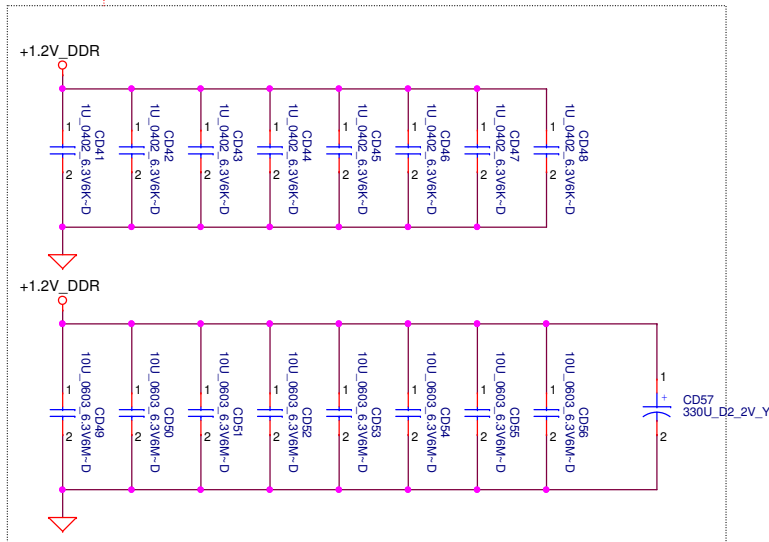 +1.2V_DDR
1
2
CD41
1U_0402_6.3V6K~D
1
2
CD42
1U_0402_6.3V6K~D
1
2
CD43
1U_0402_6.3V6K~D
1
2
CD44
1U_0402_6.3V6K~D
1
2
CD45
1U_0402_6.3V6K~D
1
2
CD46
1U_0402_6.3V6K~D
1
2
CD47
1U_0402_6.3V6K~D
1
2
CD48
1U_0402_6.3V6K~D
+1.2V_DDR
1
2
CD49
10U_0603_6.3V6M~D
1
2
CD50
10U_0603_6.3V6M~D
1
2
CD51
10U_0603_6.3V6M~D
1
2
CD52
10U_0603_6.3V6M~D
1
2
CD53
10U_0603_6.3V6M~D
1
2
CD54
10U_0603_6.3V6M~D
1
2
CD55
10U_0603_6.3V6M~D
1
2
CD56
10U_0603_6.3V6M~D
1
+
2
CD57
330U_D2_2V_Y